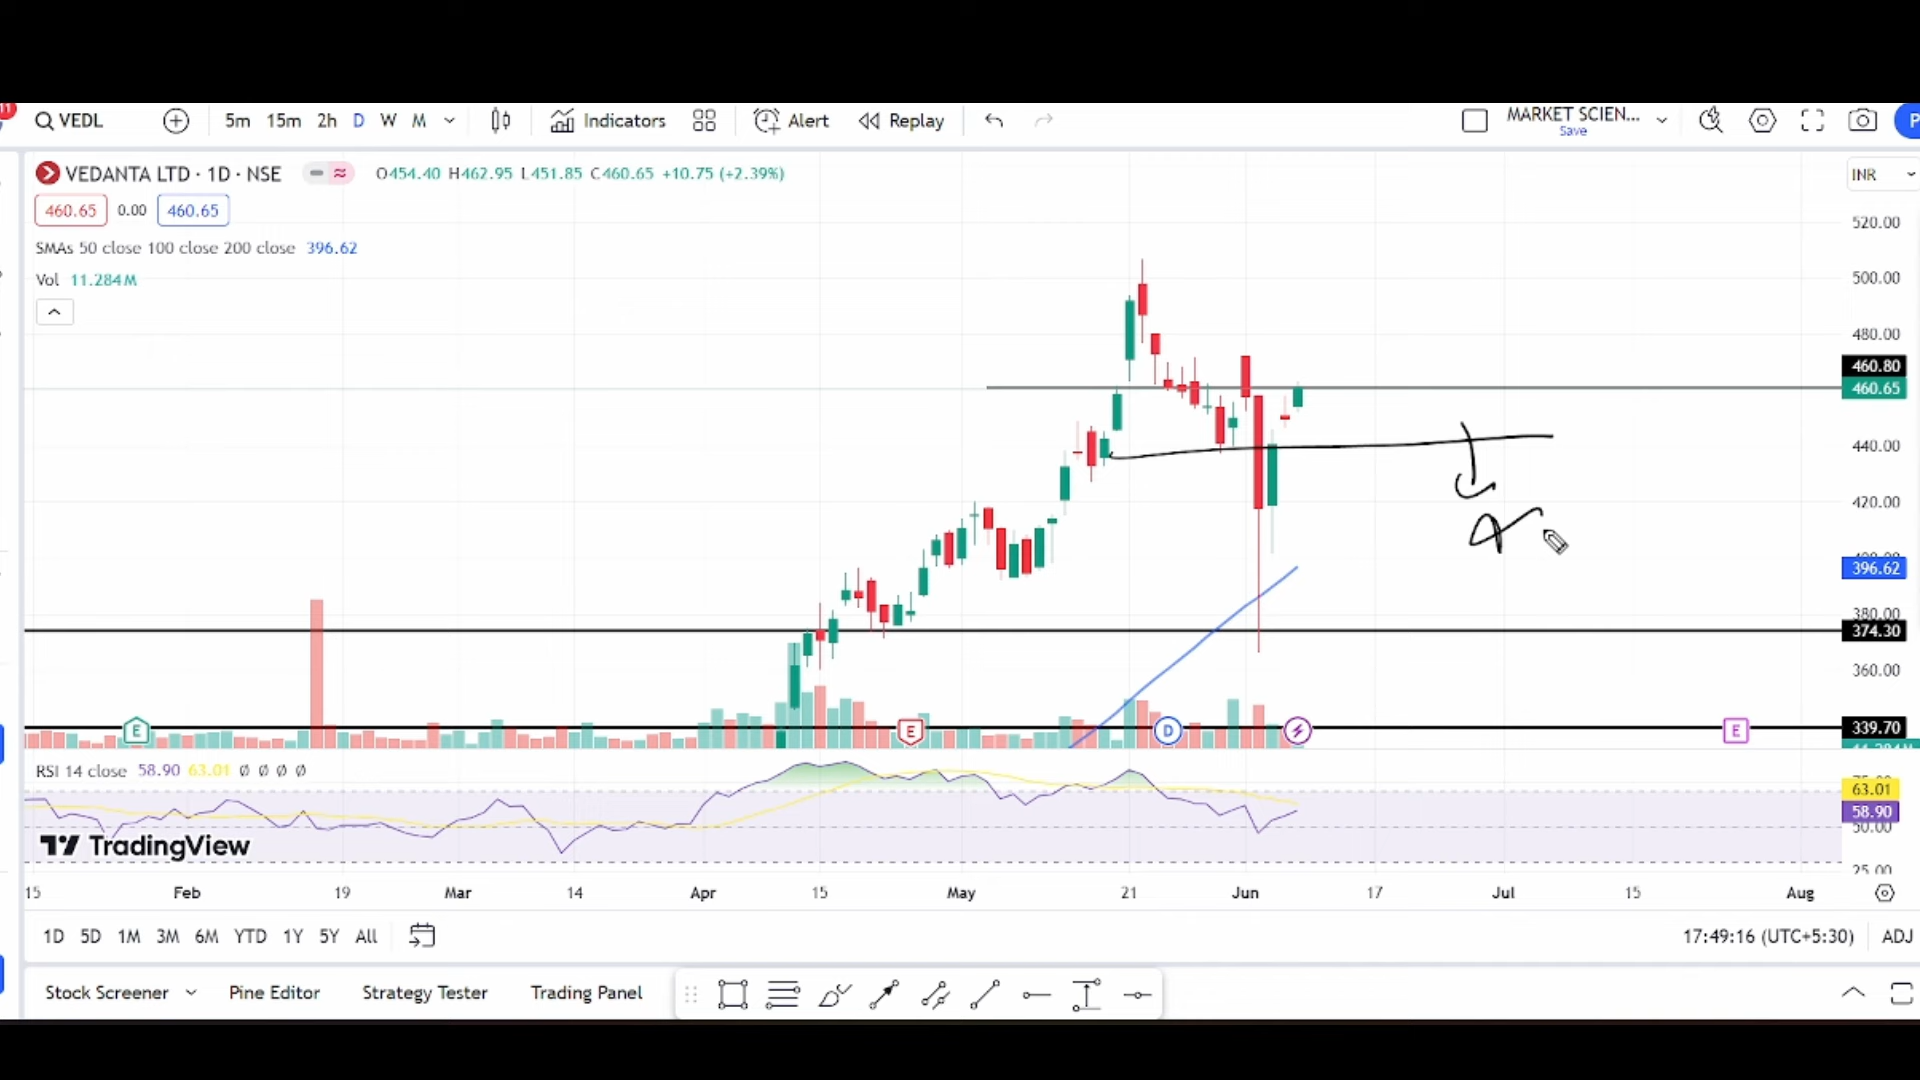 11
VEDL 5m 15m 2h D W M Indicators Alert Replay MARKET SCIEN... P
Save
VEDANTA LTD · 1D · NSE O454.40 H462.95 L451.85 C460.65 +10.75 (+2.39%) INR
460.65 0.00 460.65
SMAs 50 close 100 close 200 close 396.62
Vol 11.284M
520.00
500.00
480.00
460.80
460.65
440.00
420.00
396.62
380.00
374.30
360.00
339.70
E E D E
RSI 14 close 58.90 63.01 Ø Ø Ø Ø
63.01
58.90
50.00
25.00
TradingView
15 Feb 19 Mar 14 Apr 15 May 21 Jun 17 Jul 15 Aug
1D 5D 1M 3M 6M YTD 1Y 5Y All 17:49:16 (UTC+5:30) ADJ
Stock Screener Pine Editor Strategy Tester Trading Panel